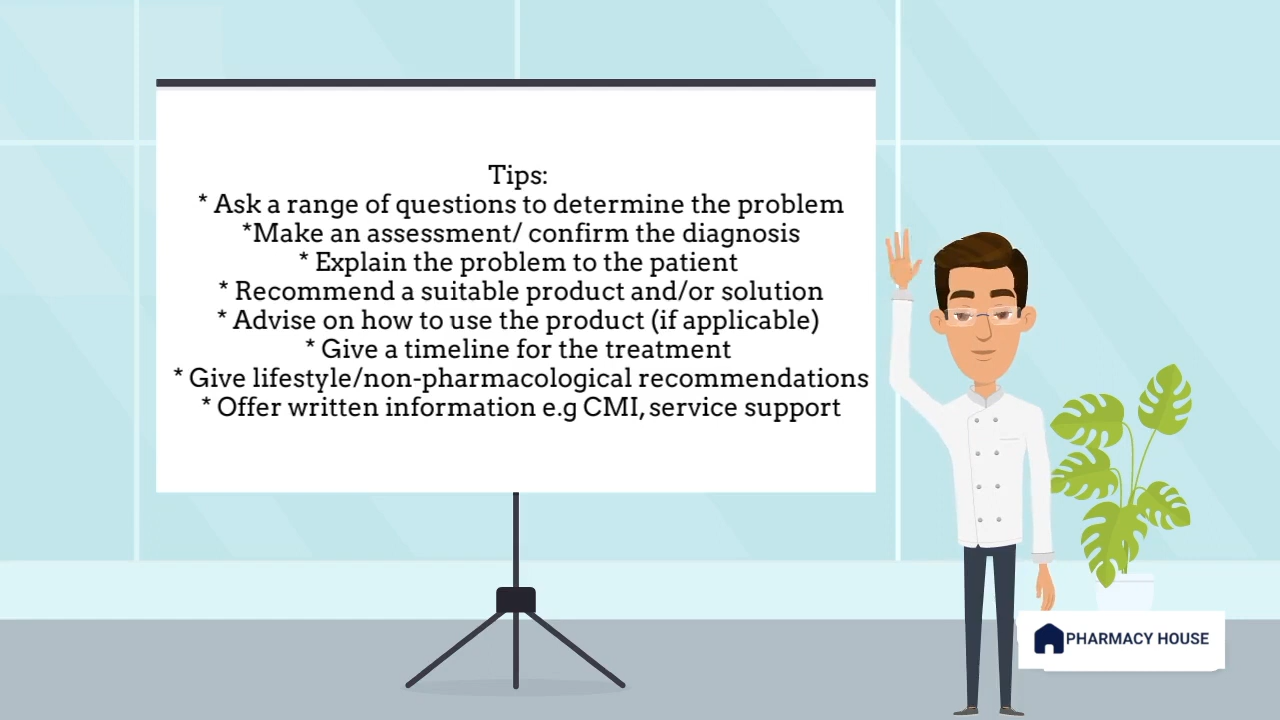 Tips:
* Ask a range of questions to determine the problem
*Make an assessment/ confirm the diagnosis
* Explain the problem to the patient
* Recommend a suitable product and/or solution
* Advise on how to use the product (if applicable)
* Give a timeline for the treatment
* Give lifestyle/non-pharmacological recommendations
* Offer written information e.g CMI, service support
PHARMACY HOUSE